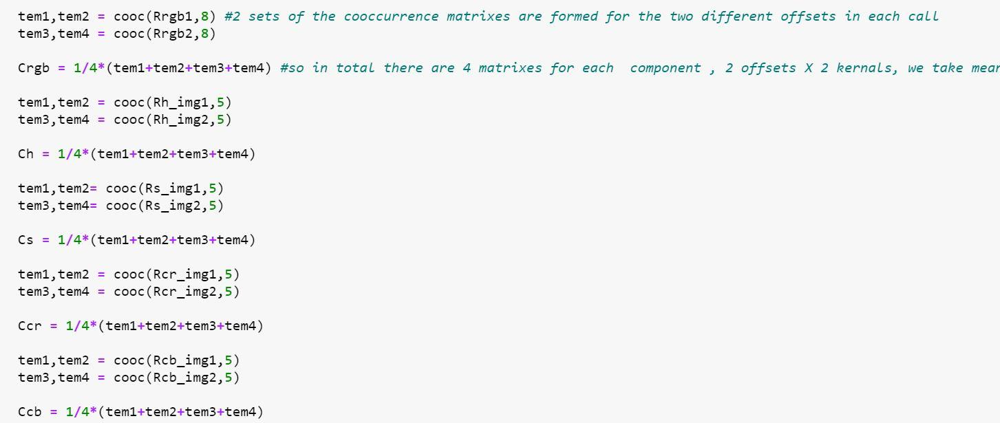 tem1,tem2 = cooc(Rrgb1,8) #2 sets of the cooccurrence matrixes are formed for the two different offsets in each call
tem3,tem4 = cooc(Rrgb2,8)
Crgb = 1/4*(tem1+tem2+tem3+tem4) #so in total there are 4 matrixes for each  component , 2 offsets X 2 kernals, we take mean
tem1,tem2 = cooc(Rh_img1,5)
tem3,tem4 = cooc(Rh_img2,5)
Ch = 1/4*(tem1+tem2+tem3+tem4)
tem1,tem2= cooc(Rs_img1,5)
tem3,tem4= cooc(Rs_img2,5)
Cs = 1/4*(tem1+tem2+tem3+tem4)
tem1,tem2 = cooc(Rcr_img1,5)
tem3,tem4 = cooc(Rcr_img2,5)
Ccr = 1/4*(tem1+tem2+tem3+tem4)
tem1,tem2 = cooc(Rcb_img1,5)
tem3,tem4 = cooc(Rcb_img2,5)
Ccb = 1/4*(tem1+tem2+tem3+tem4)